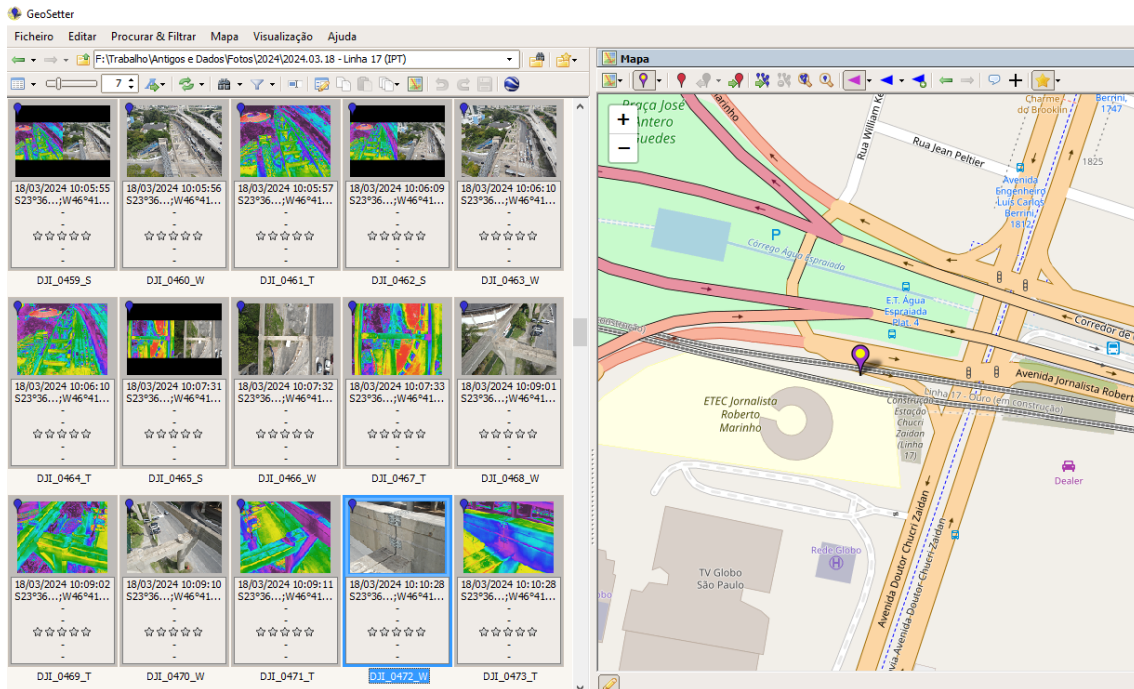 GeoSetter
Ficheiro Editar Procurar & Filtrar Mapa Visualização Ajuda
F:\Trabalho\Antigos e Dados\Fotos\2024\2024.03.18 - Linha 17 (IPT)
7
18/03/2024 10:05:55 18/03/2024 10:05:56 18/03/2024 10:05:57 18/03/2024 10:06:09 18/03/2024 10:06:10
S23°36...;W46°41... S23°36...;W46°41... S23°36...;W46°41... S23°36...;W46°41... S23°36...;W46°41...
- - - - -
- - - - -
- - - - -
DJI_0459_S DJI_0460_W DJI_0461_T DJI_0462_S DJI_0463_W
18/03/2024 10:06:10 18/03/2024 10:07:31 18/03/2024 10:07:32 18/03/2024 10:07:33 18/03/2024 10:09:01
S23°36...;W46°41... S23°36...;W46°41... S23°36...;W46°41... S23°36...;W46°41... S23°36...;W46°41...
- - - - -
- - - - -
- - - - -
DJI_0464_T DJI_0465_S DJI_0466_W DJI_0467_T DJI_0468_W
18/03/2024 10:09:02 18/03/2024 10:09:10 18/03/2024 10:09:11 18/03/2024 10:10:28 18/03/2024 10:10:28
S23°36...;W46°41... S23°36...;W46°41... S23°36...;W46°41... S23°36...;W46°41... S23°36...;W46°41...
- - - - -
- - - - -
- - - - -
DJI_0469_T DJI_0470_W DJI_0471_T DJI_0472_W DJI_0473_T
Mapa
+
−
Praça José
Antero
Guedes
Marinho
Rua William Ke
Charme
do Brooklin
Berrini,
1747
Rua Jean Peltier
1825
Avenida
Engenheiro
Luís Carlos
Berrini,
1812
P
Córrego Água Espraiada
E.T. Água
Espraiada
Plat. 4
Corredor de
construção)
Avenida Jornalista Robert
Linha 17 - Ouro (em construção)
ETEC Jornalista
Roberto
Marinho
Construção
Estação
Chucri
Zaidan
(Linha
17)
Dealer
Avenida Doutor Chucri Zaidan
via Avenida Doutor Chucri Zaidan
Rede Globo
H
TV Globo
São Paulo
obo